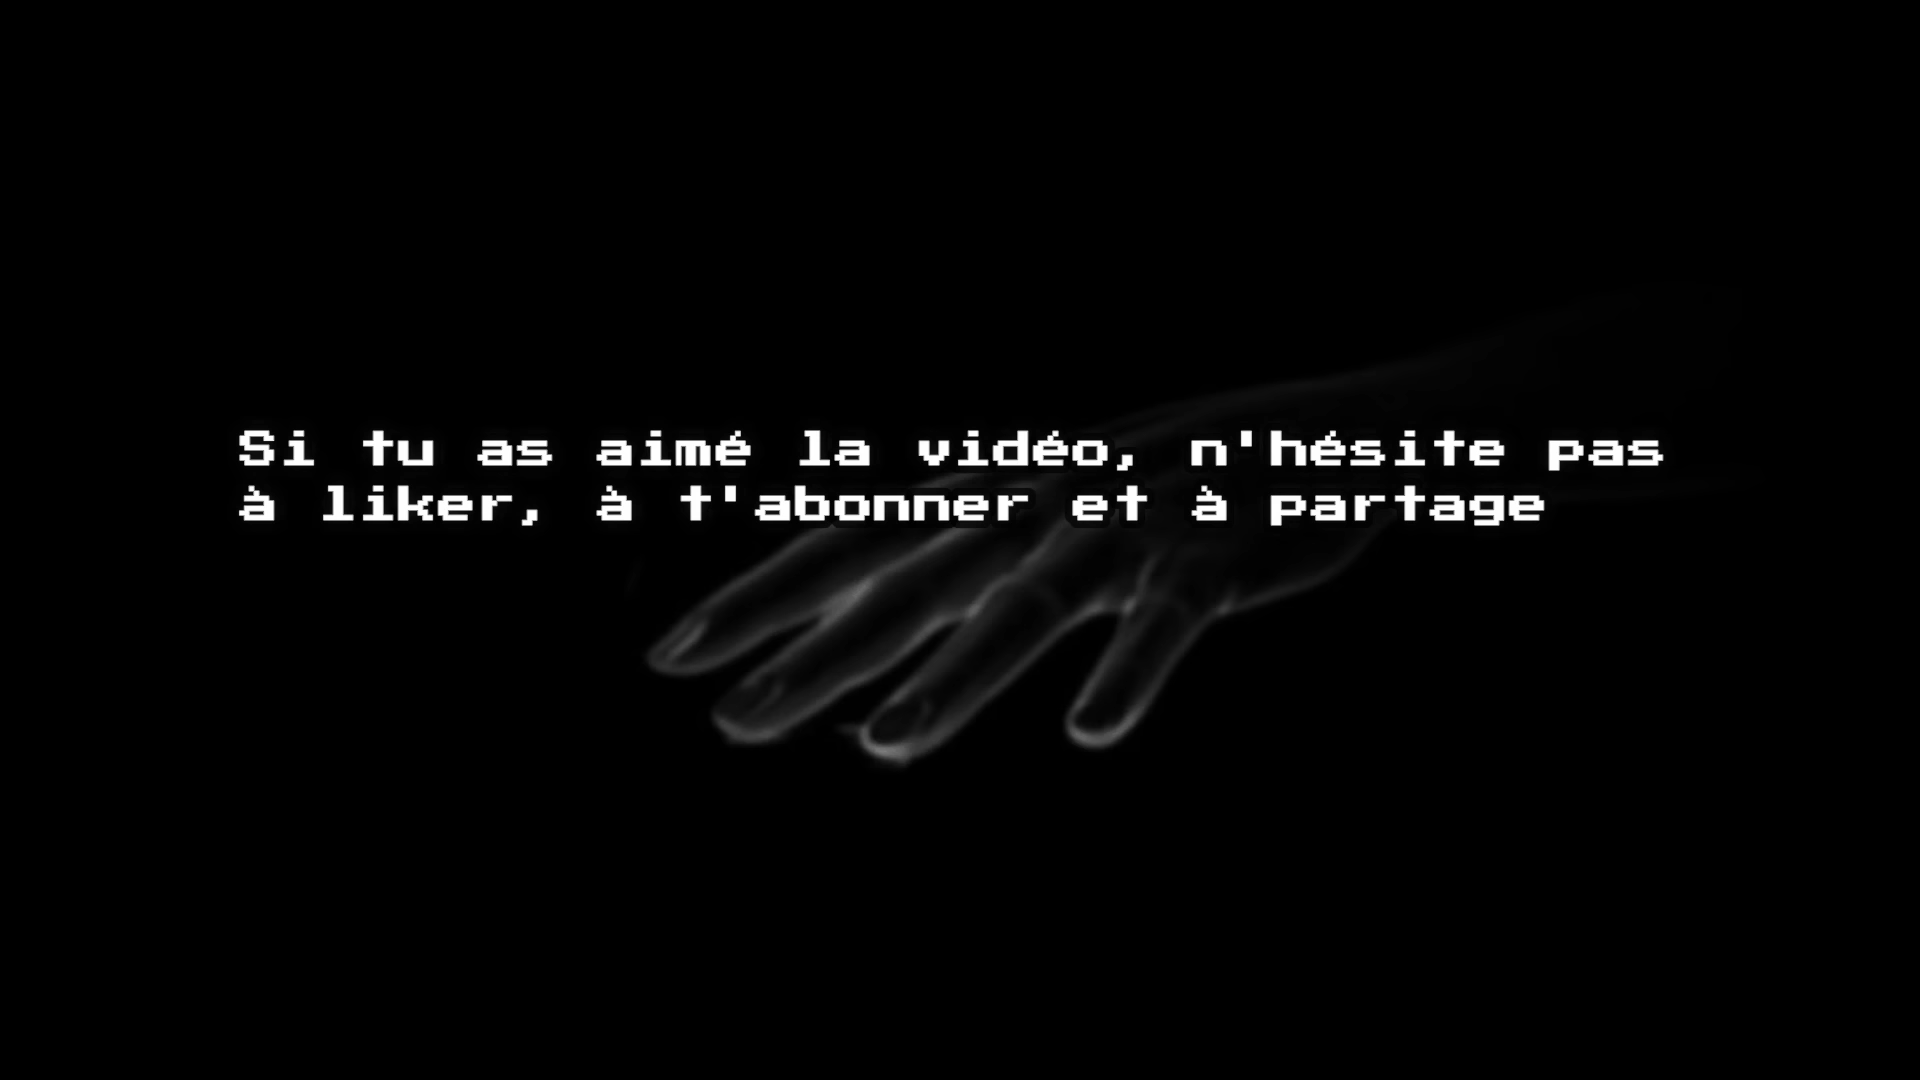 Si tu as aimé la vidéo, n'hésite pas
à liker, à t'abonner et à partage